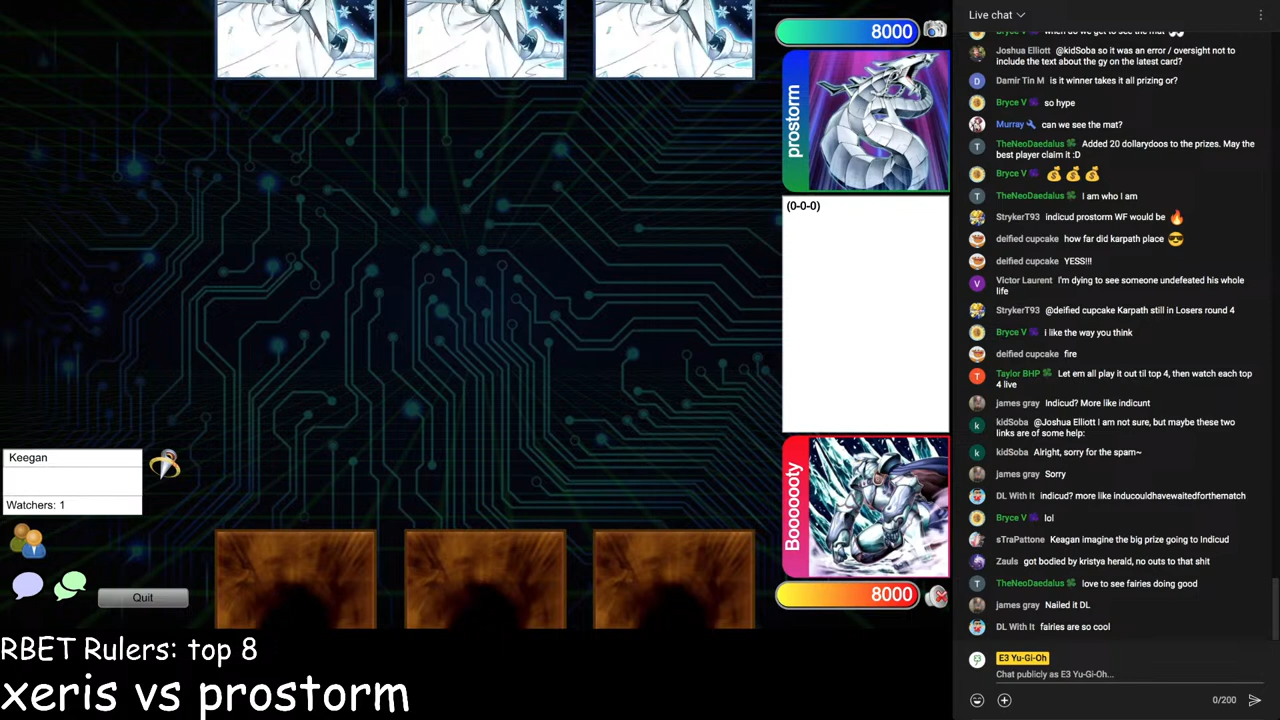 8000
prostorm
(0-0-0)
Keegan
Watchers: 1
Quit
Boooooty
8000
RBET Rulers: top 8
xeris vs prostorm
Live chat
Joshua Elliott @kidSoba so it was an error / oversight not to
include the text about the gy on the latest card?
Damir Tin M is it winner takes it all prizing or?
Bryce V so hype
Murray can we see the mat?
TheNeoDaedalus Added 20 dollarydoos to the prizes. May the
best player claim it :D
Bryce V 💰 💰 💰
TheNeoDaedalus I am who I am
StrykerT93 indicud prostorm WF would be 🔥
deified cupcake how far did karpath place 😎
deified cupcake YESS!!!
Victor Laurent I'm dying to see someone undefeated his whole
life
StrykerT93 @deified cupcake Karpath still in Losers round 4
Bryce V i like the way you think
deified cupcake fire
Taylor BHP Let em all play it out til top 4, then watch each top
4 live
james gray Indicud? More like indicunt
kidSoba @Joshua Elliott I am not sure, but maybe these two
links are of some help:
kidSoba Alright, sorry for the spam~
james gray Sorry
DL With It indicud? more like inducouldhavewaitedforthematch
Bryce V lol
sTraPattone Keagan imagine the big prize going to Indicud
Zauls got bodied by kristya herald, no outs to that shit
TheNeoDaedalus love to see fairies doing good
james gray Nailed it DL
DL With It fairies are so cool
E3 Yu-Gi-Oh
Chat publicly as E3 Yu-Gi-Oh...
0/200